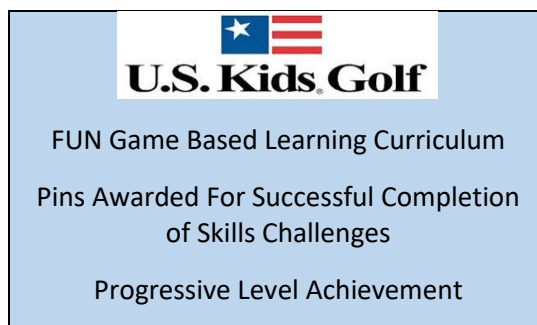 U.S. Kids® Golf
FUN Game Based Learning Curriculum
Pins Awarded For Successful Completion
of Skills Challenges
Progressive Level Achievement